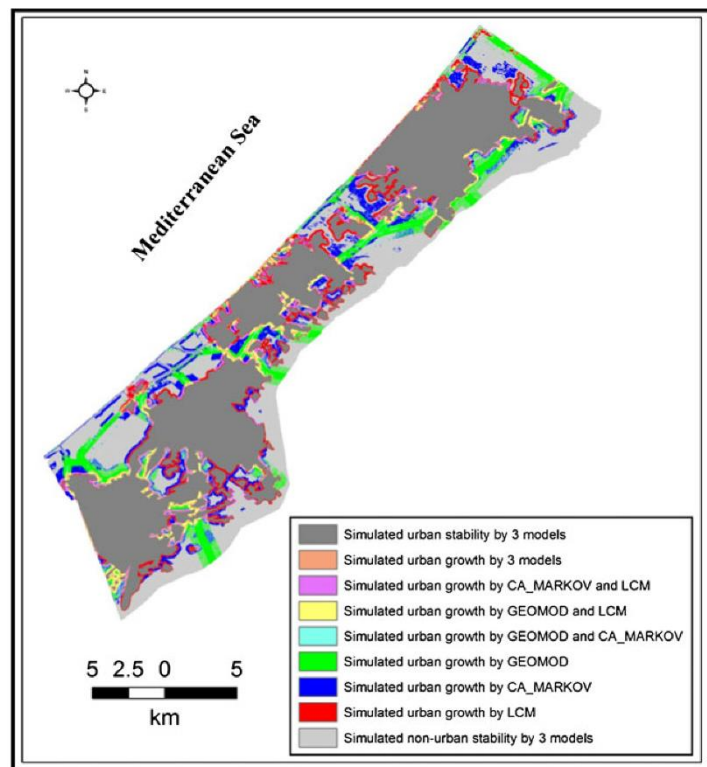 N
E
S
Mediterranean Sea
Simulated urban stability by 3 models
Simulated urban growth by 3 models
Simulated urban growth by CA_MARKOV and LCM
Simulated urban growth by GEOMOD and LCM
Simulated urban growth by GEOMOD and CA_MARKOV
Simulated urban growth by GEOMOD
Simulated urban growth by CA_MARKOV
Simulated urban growth by LCM
Simulated non-urban stability by 3 models
5 2.5 0 5
km